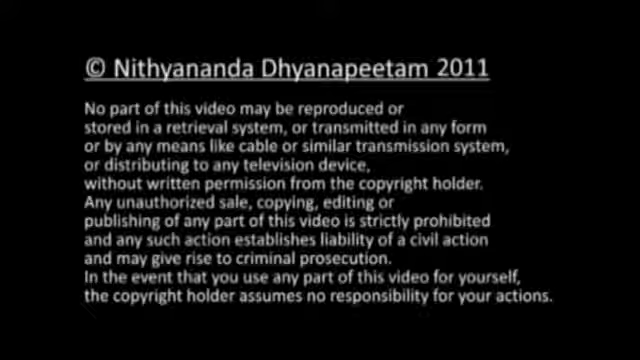 © Nithyananda Dhyanapeetam 2011
No part of this video may be reproduced or
stored in a retrieval system, or transmitted in any form
or by any means like cable or similar transmission system,
or distributing to any television device,
without written permission from the copyright holder.
Any unauthorized sale, copying, editing or
publishing of any part of this video is strictly prohibited
and any such action establishes liability of a civil action
and may give rise to criminal prosecution.
In the event that you use any part of this video for yourself,
the copyright holder assumes no responsibility for your actions.